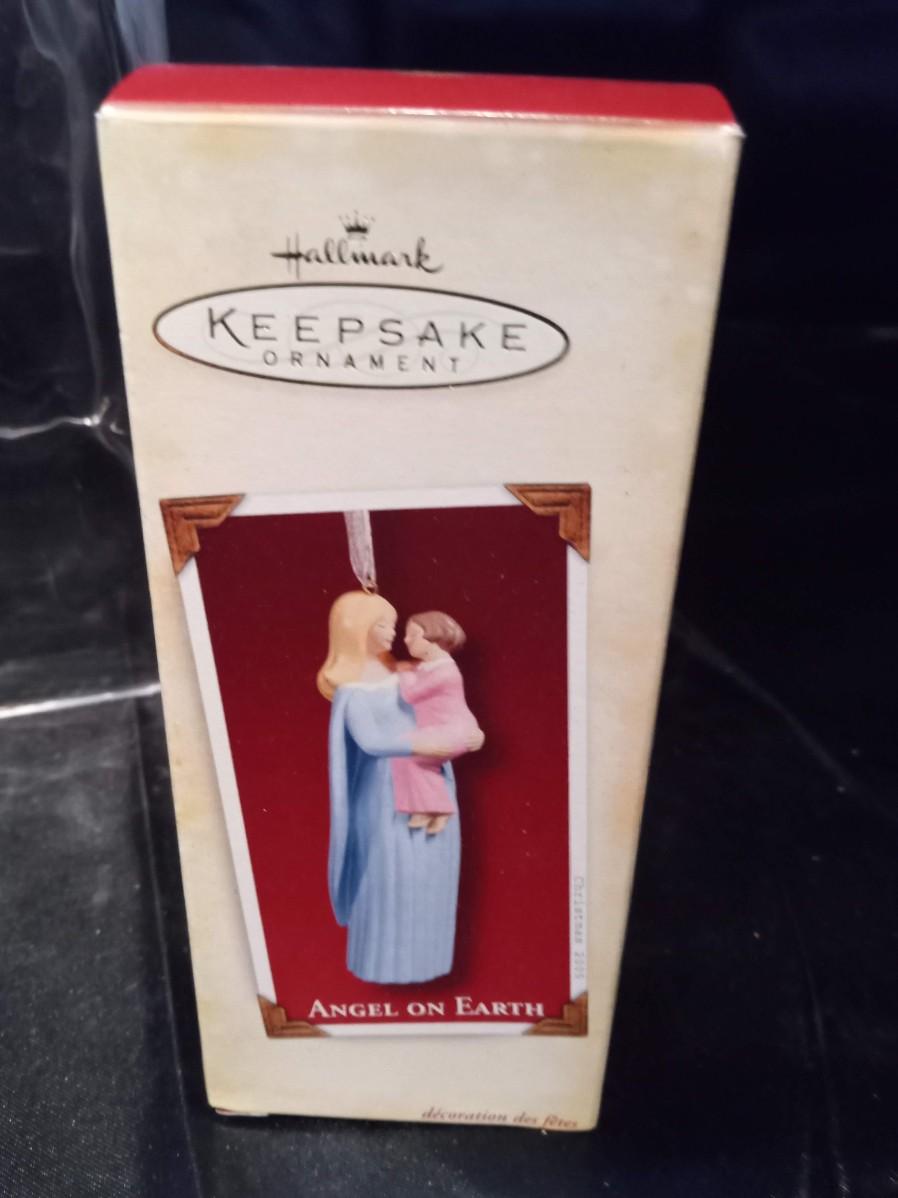 Hallmark
KEEPSAKE
ORNAMENT
Christmas 2005
ANGEL ON EARTH
décoration des fêtes